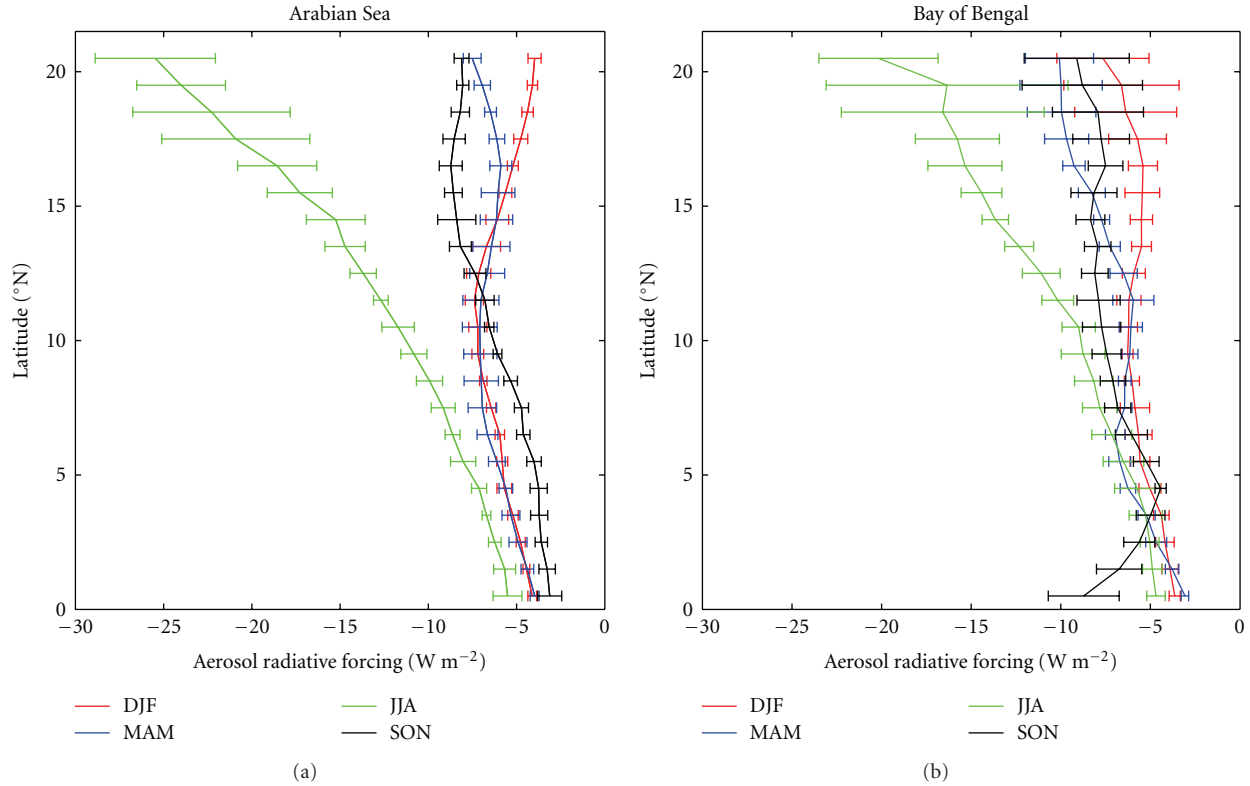 Arabian Sea
20
15
10
5
0
Latitude (°N)
−30 −25 −20 −15 −10 −5 0
Aerosol radiative forcing (W m−2)
DJF
MAM
JJA
SON
(a)
Bay of Bengal
20
15
10
5
0
Latitude (°N)
−30 −25 −20 −15 −10 −5 0
Aerosol radiative forcing (W m−2)
DJF
MAM
JJA
SON
(b)